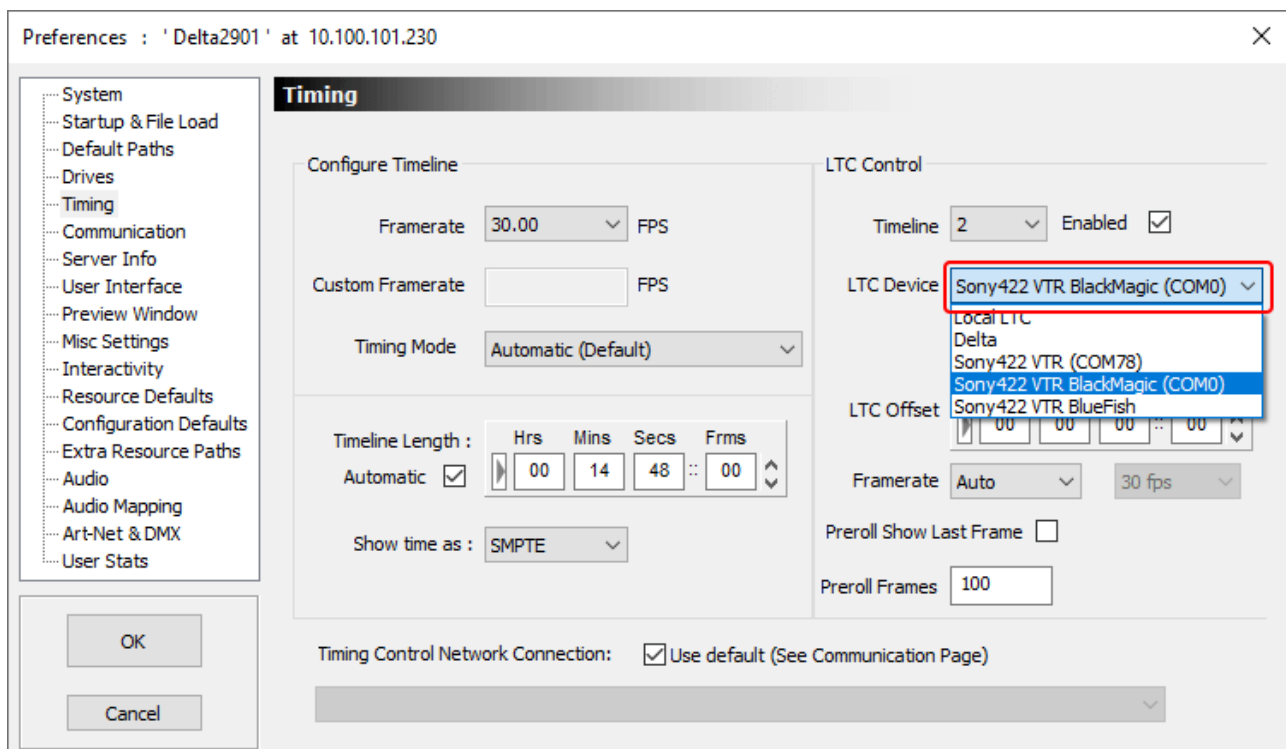 Preferences : 'Delta2901' at 10.100.101.230
System
Startup & File Load
Default Paths
Drives
Timing
Communication
Server Info
User Interface
Preview Window
Misc Settings
Interactivity
Resource Defaults
Configuration Defaults
Extra Resource Paths
Audio
Audio Mapping
Art-Net & DMX
User Stats
OK
Cancel
Timing
Configure Timeline
Framerate 30.00 FPS
Custom Framerate FPS
Timing Mode Automatic (Default)
Timeline Length :
Automatic
Hrs Mins Secs Frms
00 14 48 :: 00
Show time as : SMPTE
LTC Control
Timeline 2 Enabled
LTC Device Sony422 VTR BlackMagic (COM0)
Local LTC
Delta
Sony422 VTR (COM78)
Sony422 VTR BlackMagic (COM0)
Sony422 VTR BlueFish
LTC Offset 00 00 00 :: 00
Framerate Auto 30 fps
Preroll Show Last Frame
Preroll Frames 100
Timing Control Network Connection: Use default (See Communication Page)